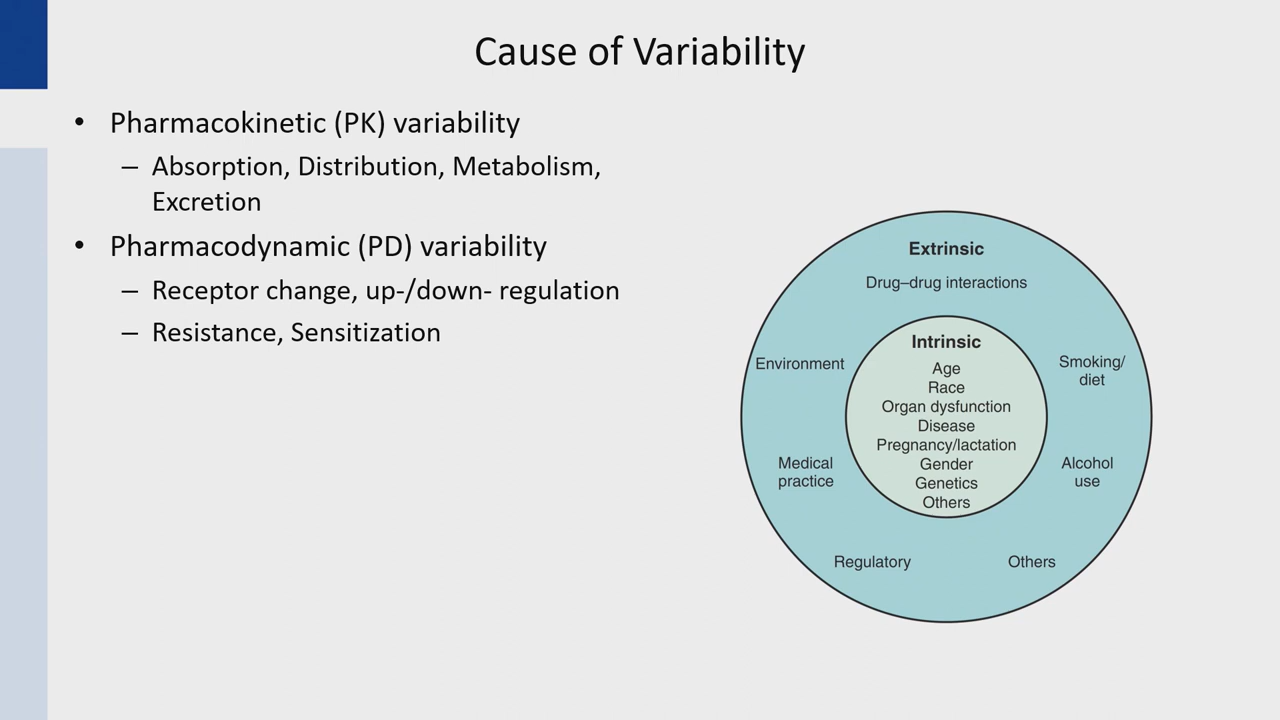 Cause of Variability
• Pharmacokinetic (PK) variability
– Absorption, Distribution, Metabolism,
Excretion
• Pharmacodynamic (PD) variability
– Receptor change, up-/down- regulation
– Resistance, Sensitization
Extrinsic
Drug–drug interactions
Environment
Smoking/
diet
Medical
practice
Alcohol
use
Regulatory
Others
Intrinsic
Age
Race
Organ dysfunction
Disease
Pregnancy/lactation
Gender
Genetics
Others